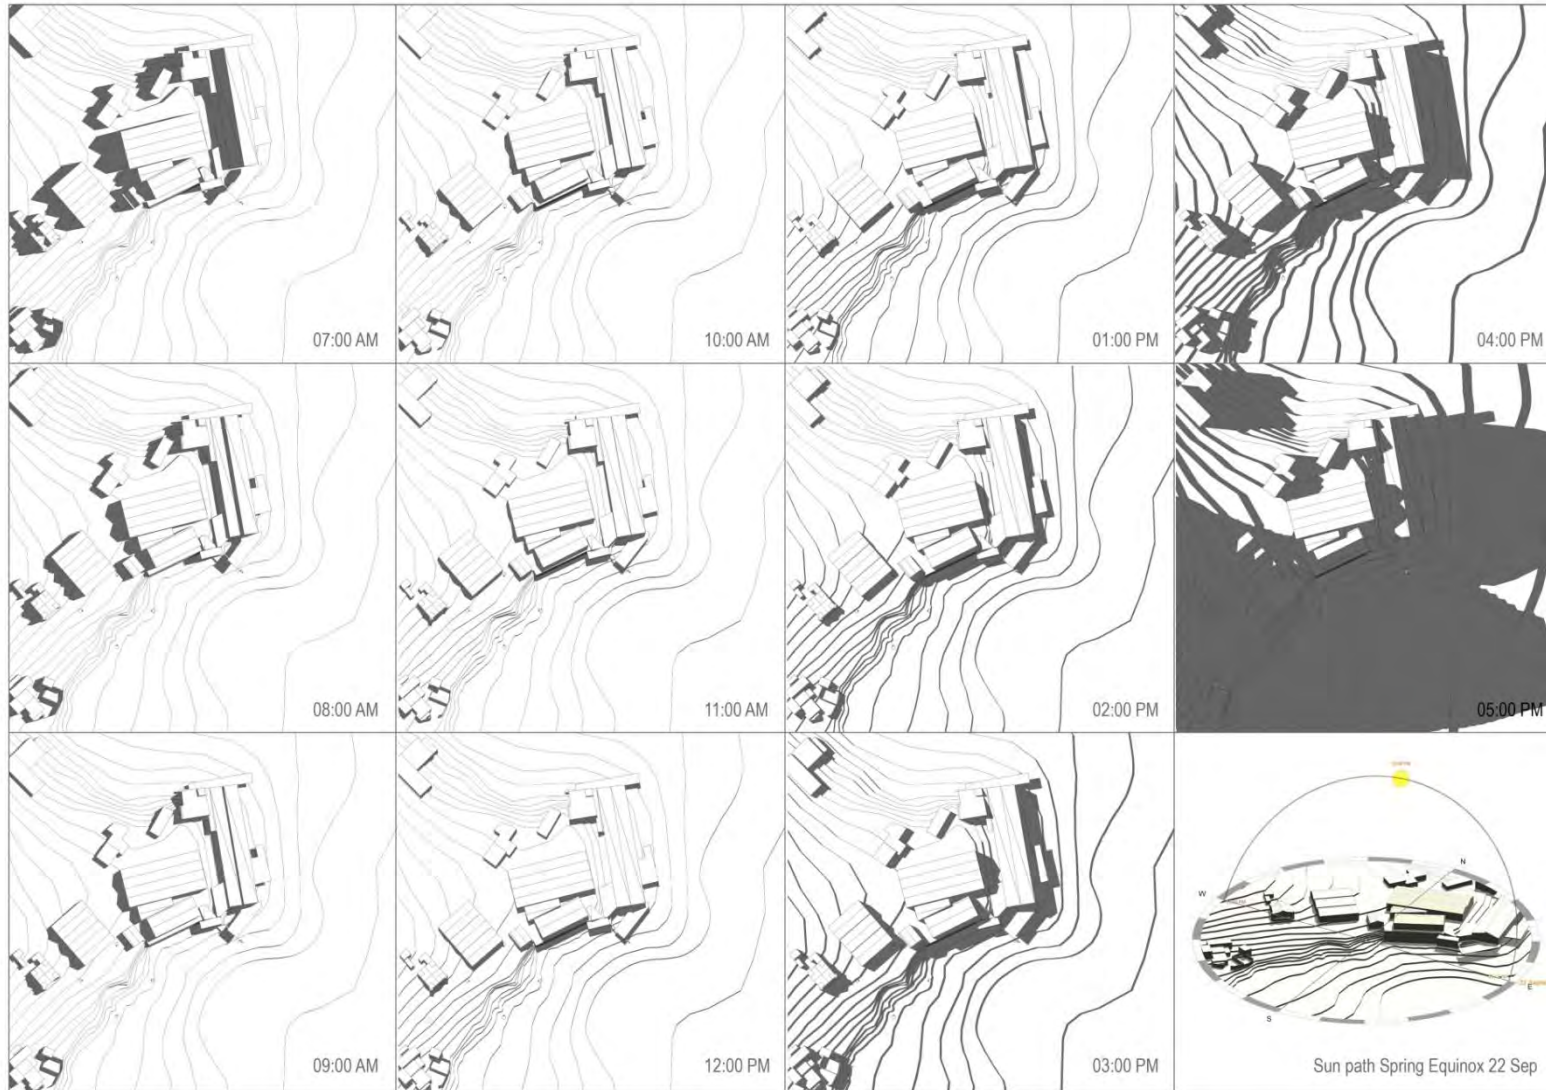 07:00 AM
10:00 AM
01:00 PM
04:00 PM
08:00 AM
11:00 AM
02:00 PM
05:00 PM
09:00 AM
12:00 PM
03:00 PM
N
W
E
S
Sun path Spring Equinox 22 Sep